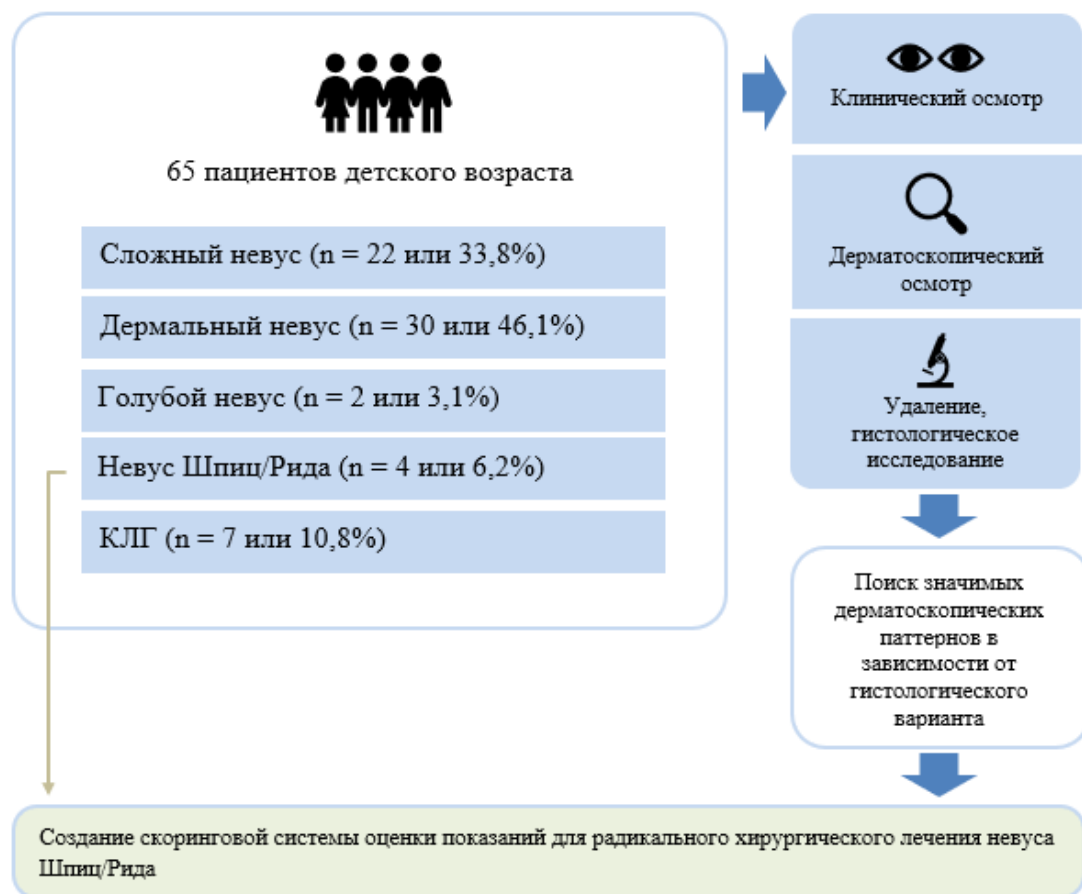 65 пациентов детского возраста
Сложный невус (n = 22 или 33,8%)
Дермальный невус (n = 30 или 46,1%)
Голубой невус (n = 2 или 3,1%)
Невус Шпиц/Рида (n = 4 или 6,2%)
КЛГ (n = 7 или 10,8%)
Клинический осмотр
Дерматоскопический
осмотр
Удаление,
гистологическое
исследование
Поиск значимых
дерматоскопических
паттернов в
зависимости от
гистологического
варианта
Создание скоринговой системы оценки показаний для радикального хирургического лечения невуса
Шпиц/Рида